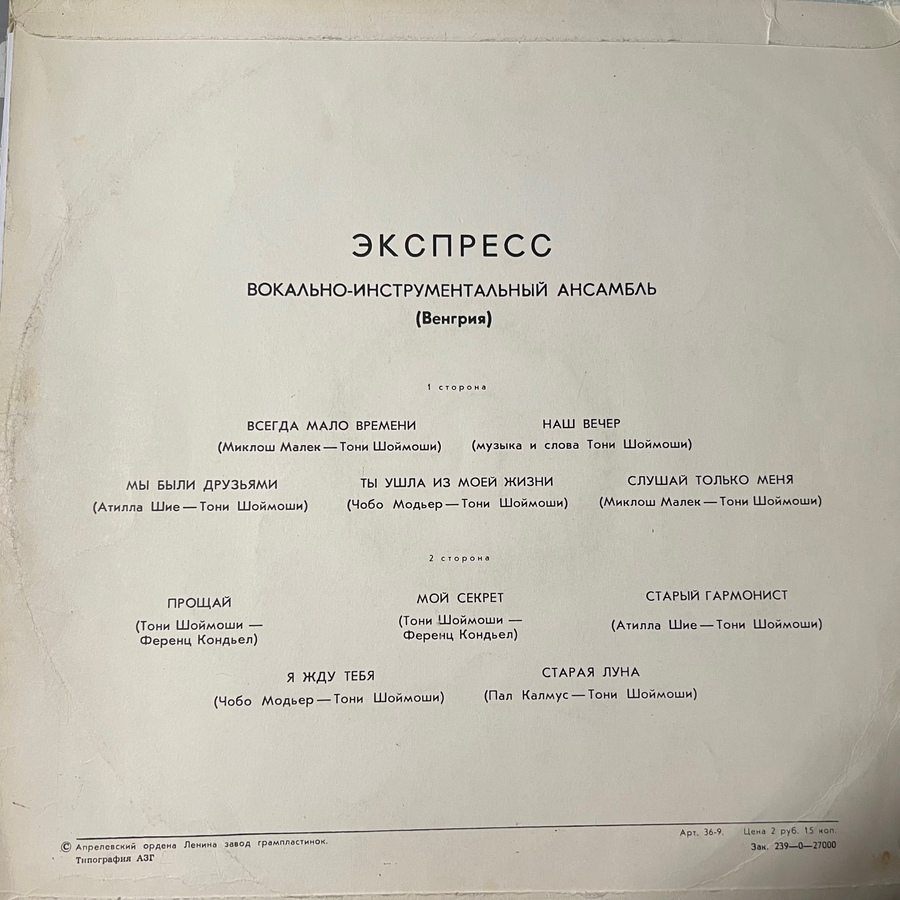 ЭКСПРЕСС
ВОКАЛЬНО-ИНСТРУМЕНТАЛЬНЫЙ АНСАМБЛЬ
(Венгрия)
1 сторона
ВСЕГДА МАЛО ВРЕМЕНИ
(Миклош Малек — Тони Шоймоши)
НАШ ВЕЧЕР
(музыка и слова Тони Шоймоши)
МЫ БЫЛИ ДРУЗЬЯМИ
(Атилла Шие — Тони Шоймоши)
ТЫ УШЛА ИЗ МОЕЙ ЖИЗНИ
(Чобо Модьер — Тони Шоймоши)
СЛУШАЙ ТОЛЬКО МЕНЯ
(Миклош Малек — Тони Шоймоши)
2 сторона
ПРОЩАЙ
(Тони Шоймоши —
Ференц Кондьел)
МОЙ СЕКРЕТ
(Тони Шоймоши —
Ференц Кондьел)
СТАРЫЙ ГАРМОНИСТ
(Атилла Шие — Тони Шоймоши)
Я ЖДУ ТЕБЯ
(Чобо Модьер — Тони Шоймоши)
СТАРАЯ ЛУНА
(Пал Калмус — Тони Шоймоши)
© Апрелевский ордена Ленина завод грампластинок.
Типография АЗГ
Арт. 36-9. Цена 2 руб. 15 коп.
Зак. 239—0—27000